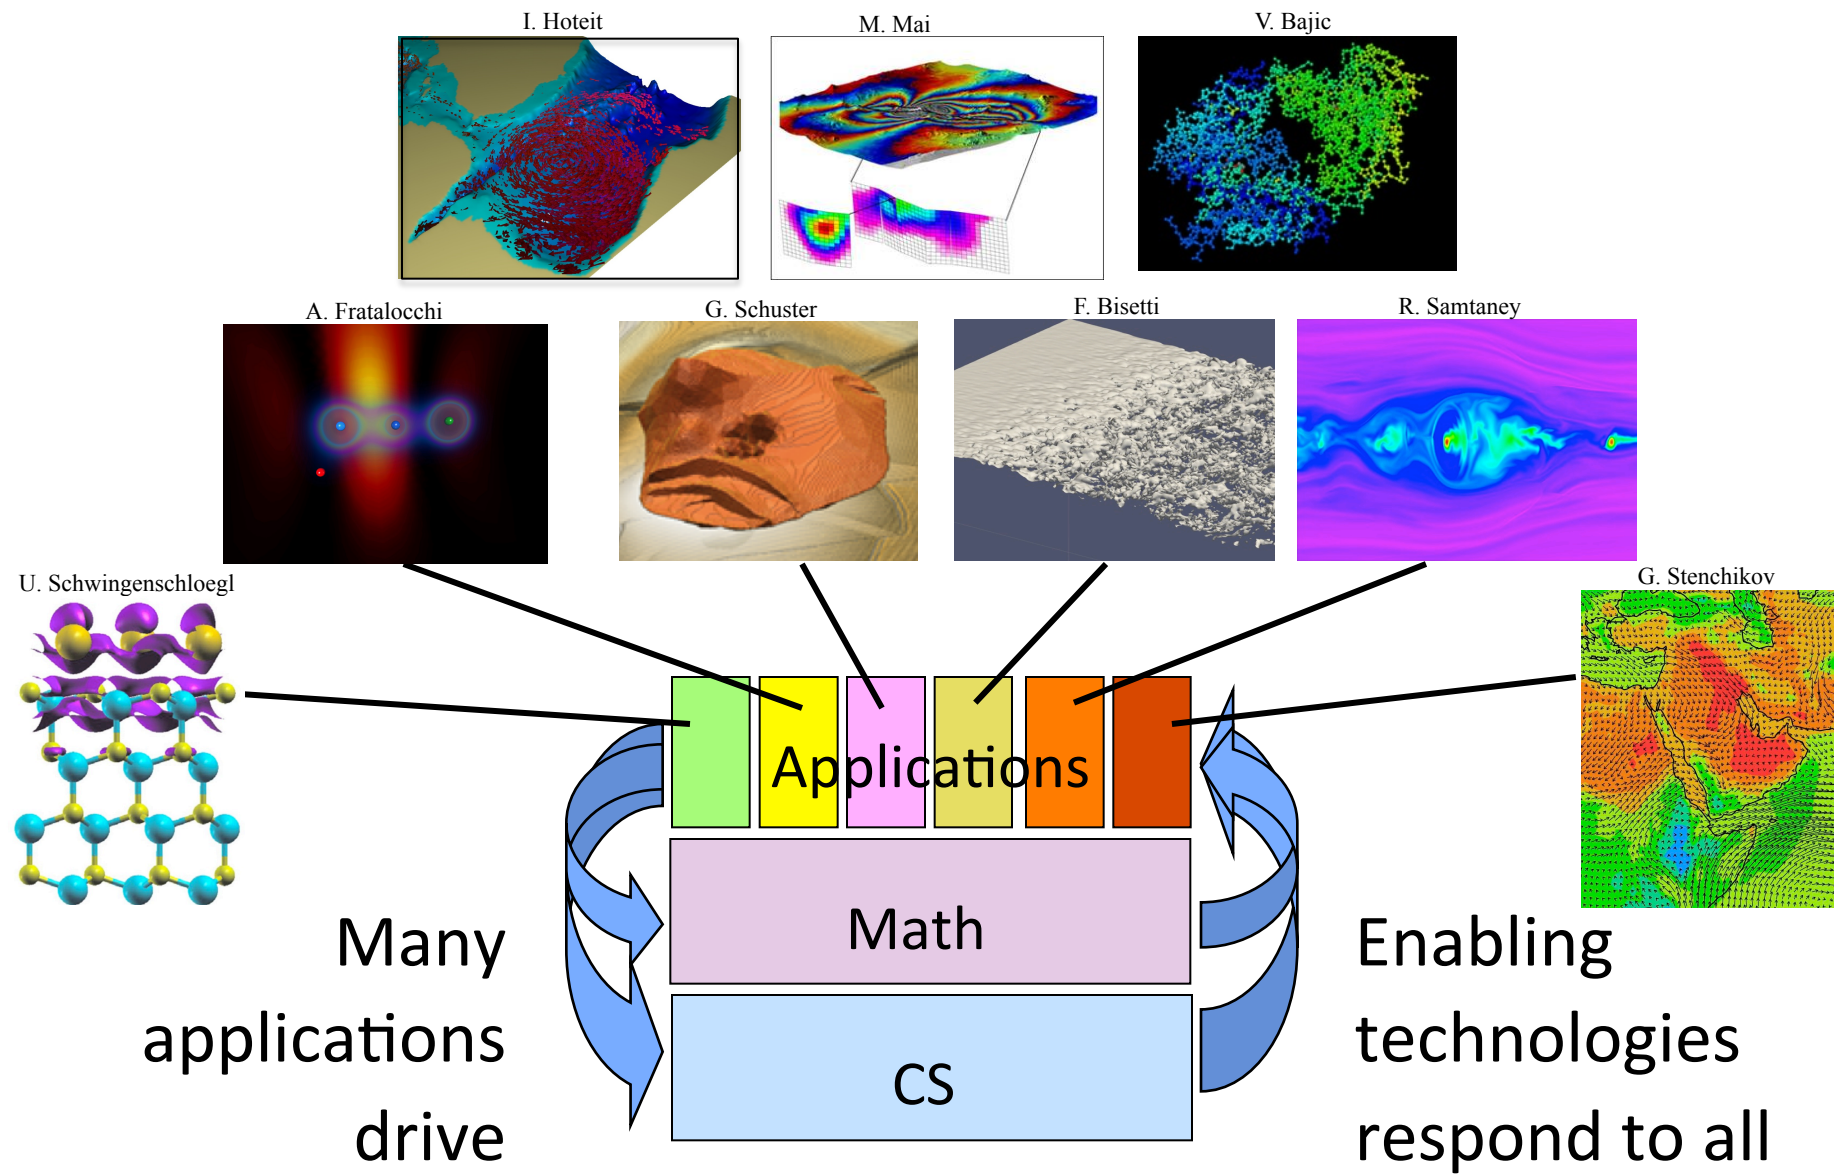 I. Hoteit
M. Mai
V. Bajic
A. Fratalocchi
G. Schuster
F. Bisetti
R. Samtaney
U. Schwingenschloegl
G. Stenchikov
Applications
Math
CS
Many
applications
drive
Enabling
technologies
respond to all